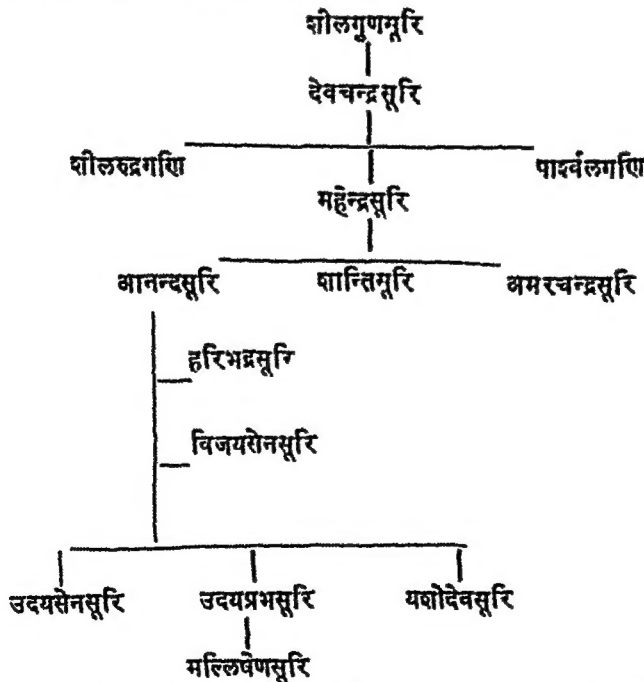 शीलगुणसूरि
देवचन्द्रसूरि
शीलरुद्रगणि पार्श्वलगणि
महेन्द्रसूरि
आनन्दसूरि शान्तिसूरि अमरचन्द्रसूरि
हरिभद्रसूरि
विजयसेनसूरि
उदयसेनसूरि उदयप्रभसूरि यशोदेवसूरि
मल्लिषेणसूरि